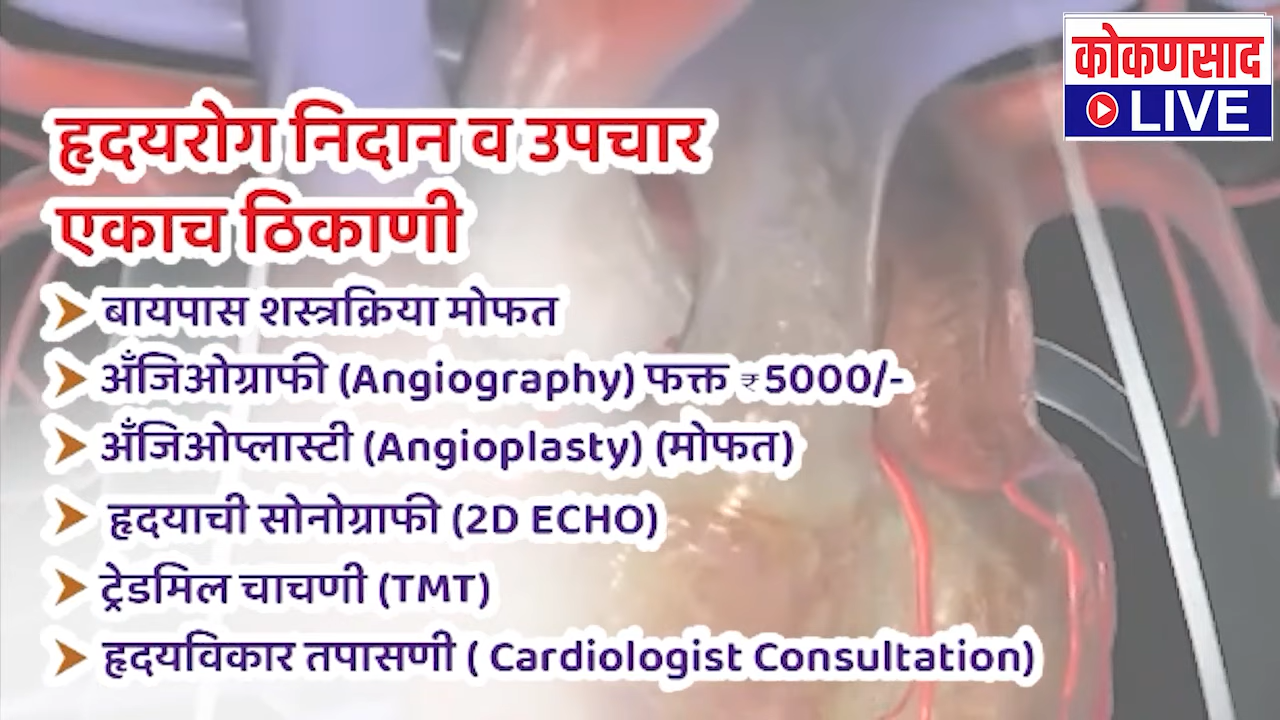 कोकणसाद
LIVE
हृदयरोग निदान व उपचार
एकाच ठिकाणी
बायपास शस्त्रक्रिया मोफत
अँजिओग्राफी (Angiography) फक्त ₹5000/-
अँजिओप्लास्टी (Angioplasty) (मोफत)
हृदयाची सोनोग्राफी (2D ECHO)
ट्रेडमिल चाचणी (TMT)
हृदयविकार तपासणी ( Cardiologist Consultation)